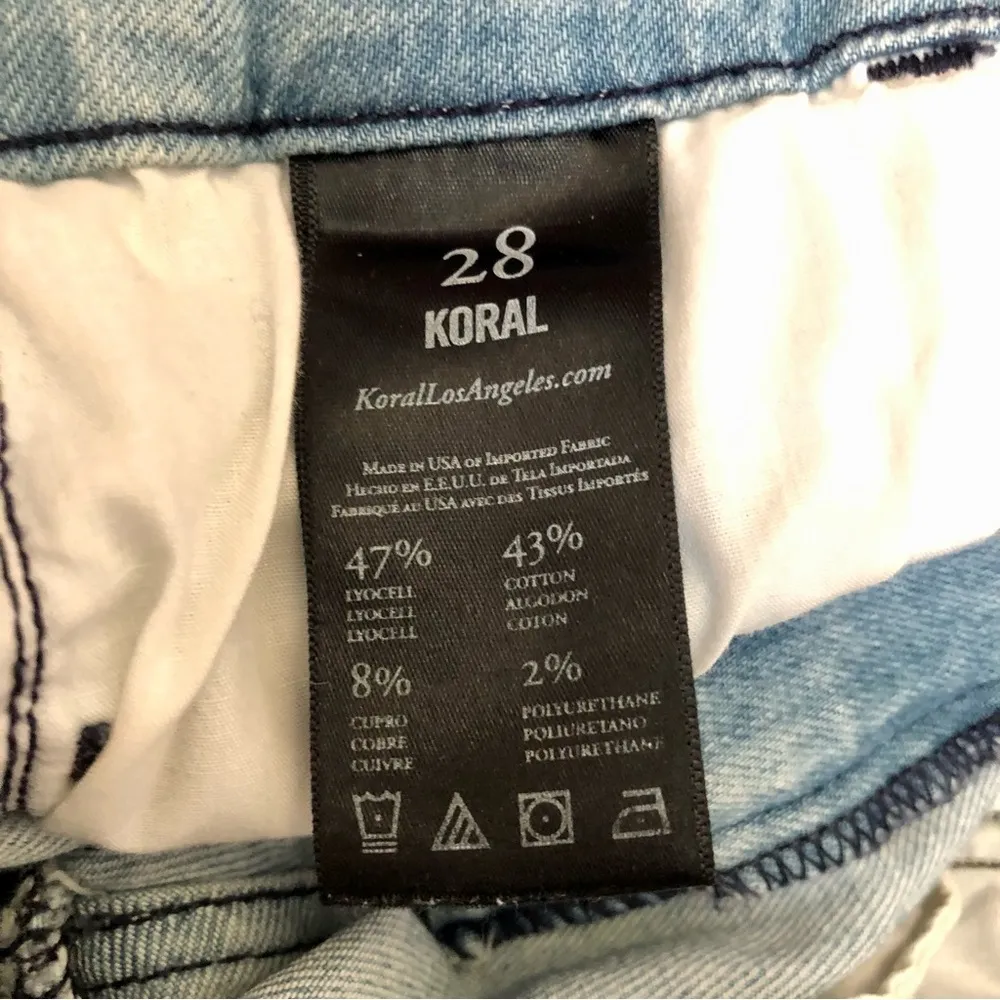 28
KORAL
KoralLosAngeles.com
MADE IN USA OF IMPORTED FABRIC
HECHO EN E.E.U.U. DE TELA IMPORTADA
FABRIQUÉ AU USA AVEC DES TISSUS IMPORTÉS
47%
LYOCELL
LYOCELL
LYOCELL
43%
COTTON
ALGODON
COTON
8%
CUPRO
COBRE
CUIVRE
2%
POLYURETHANE
POLIURETANO
POLYURETHANE